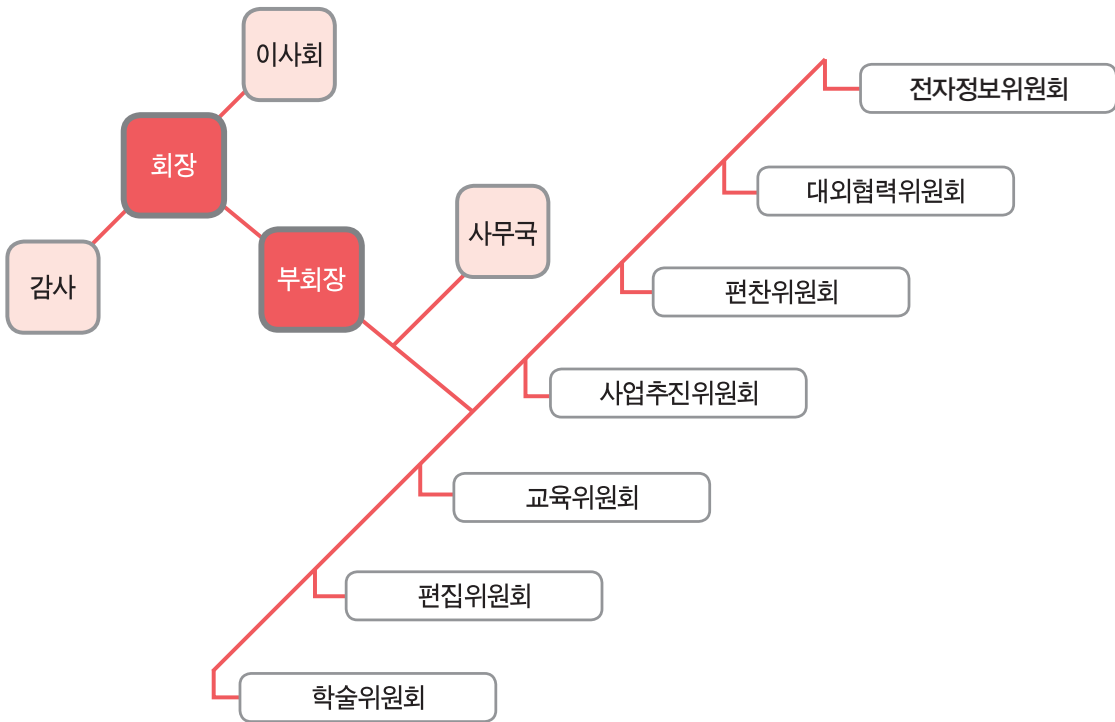 이사회
회장
감사
부회장
사무국
전자정보위원회
대외협력위원회
편찬위원회
사업추진위원회
교육위원회
편집위원회
학술위원회